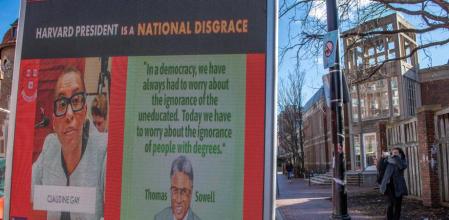 HARVARD PRESIDENT IS A NATIONAL DISGRACE
"In a democracy, we have
always had to worry about
the ignorance of the
uneducated. Today we have
to worry about the ignorance
of people with degrees."
Thomas Sowell
CLAUDINE GAY